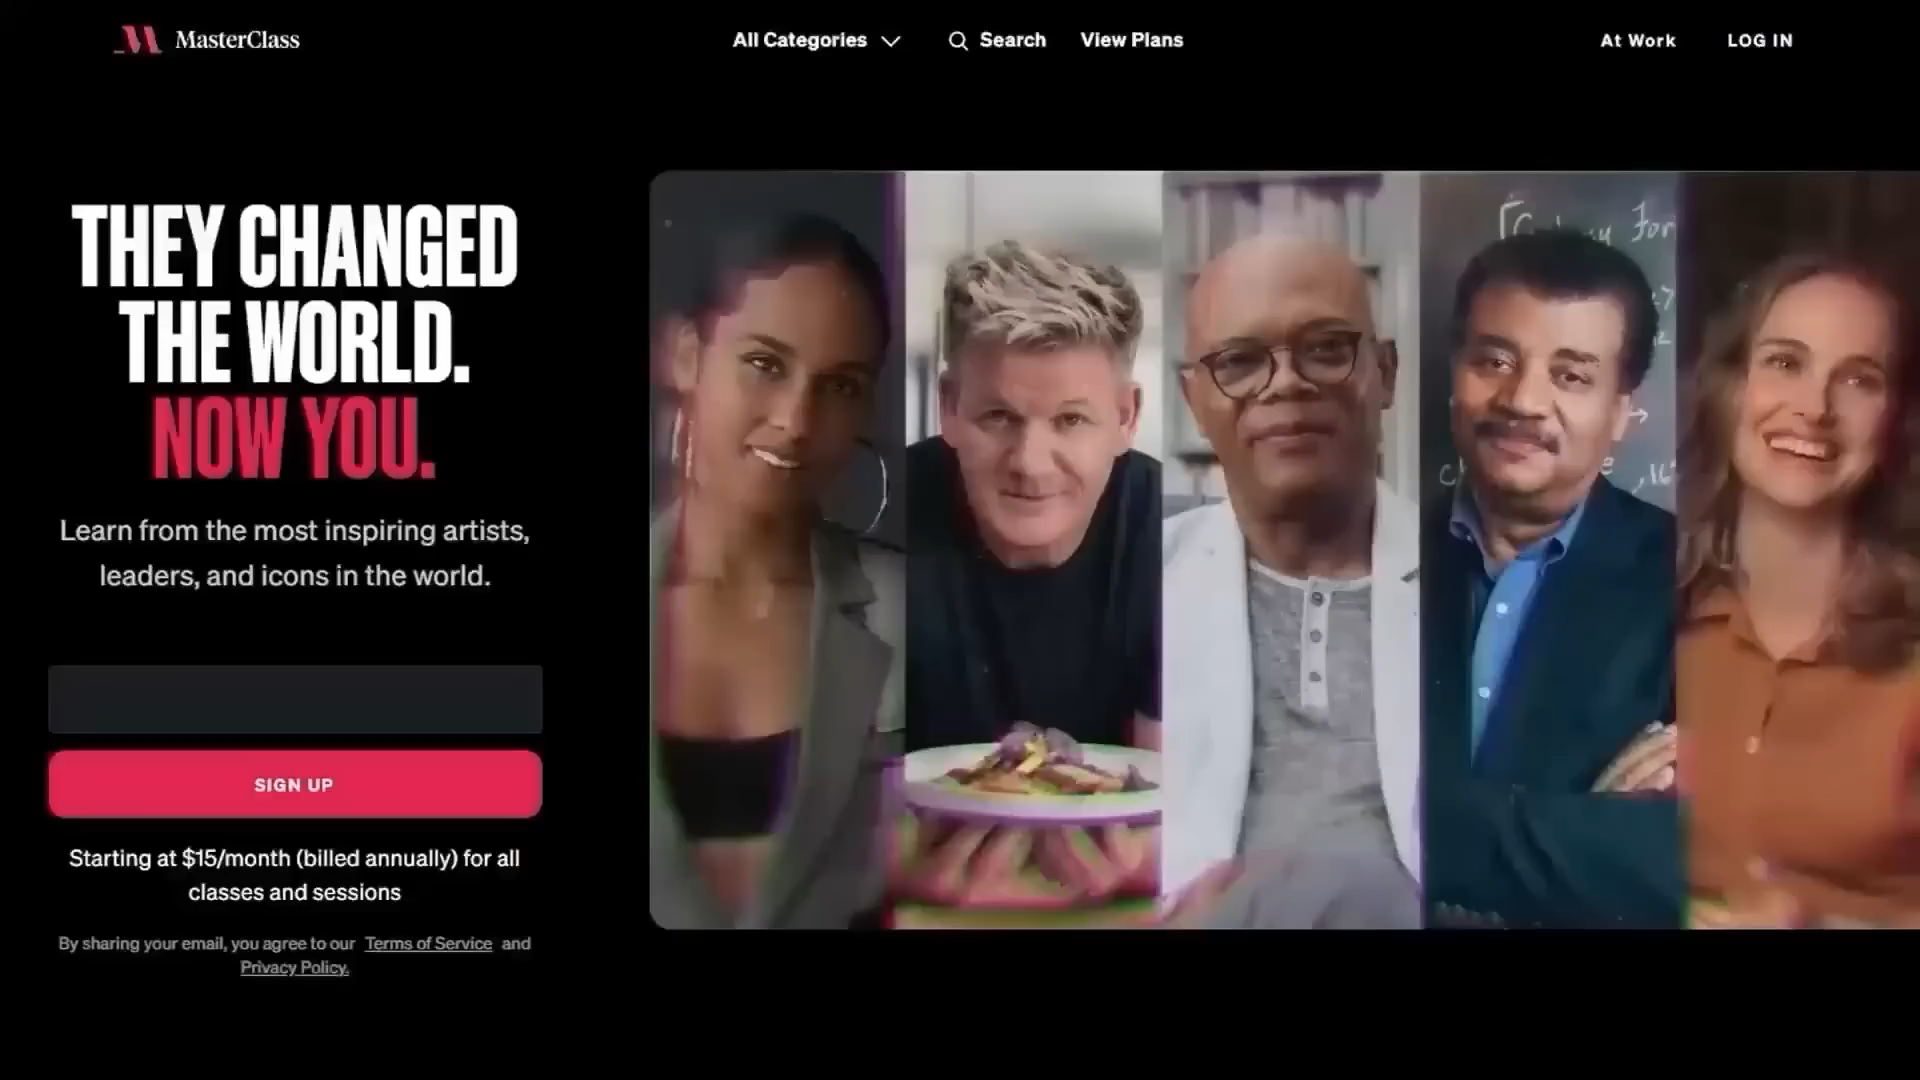 MasterClass
All Categories
Search
View Plans
At Work
LOG IN
THEY CHANGED
THE WORLD.
NOW YOU.
Learn from the most inspiring artists,
leaders, and icons in the world.
SIGN UP
Starting at $15/month (billed annually) for all
classes and sessions
By sharing your email, you agree to our Terms of Service and
Privacy Policy.